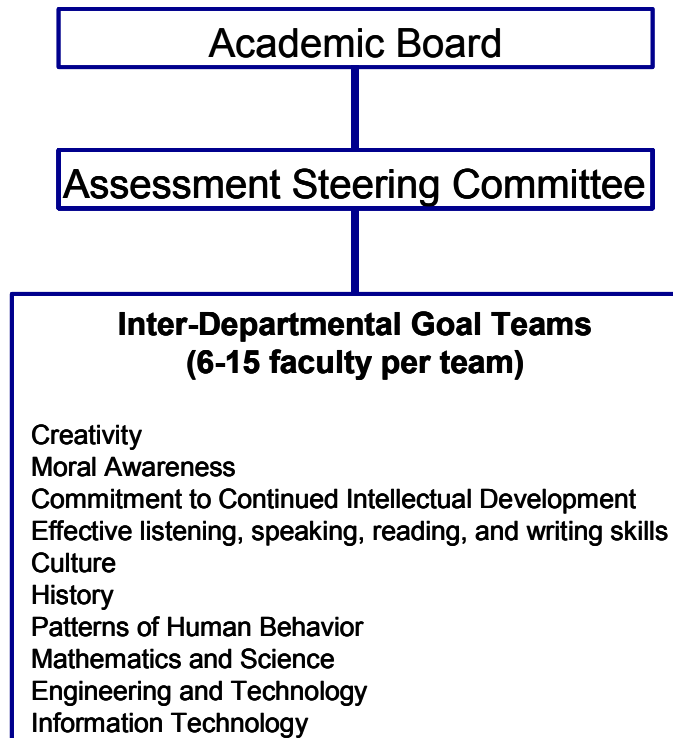 Academic Board
Assessment Steering Committee
Inter-Departmental Goal Teams
(6-15 faculty per team)
Creativity
Moral Awareness
Commitment to Continued Intellectual Development
Effective listening, speaking, reading, and writing skills
Culture
History
Patterns of Human Behavior
Mathematics and Science
Engineering and Technology
Information Technology